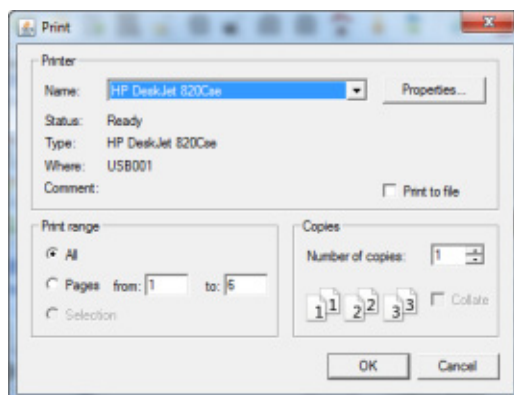 Print
Printer
Name: HP DeskJet 820Cse Properties...
Status: Ready
Type: HP DeskJet 820Cse
Where: USB001
Comment: Print to file
Print range
All
Pages from: 1 to: 6
Selection
Copies
Number of copies: 1
1 1 2 2 3 3 Collate
OK Cancel